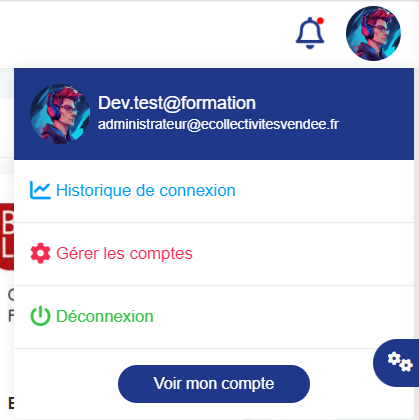 Dev.test@formation
administrateur@ecollectivitesvendee.fr
Historique de connexion
Gérer les comptes
Déconnexion
Voir mon compte